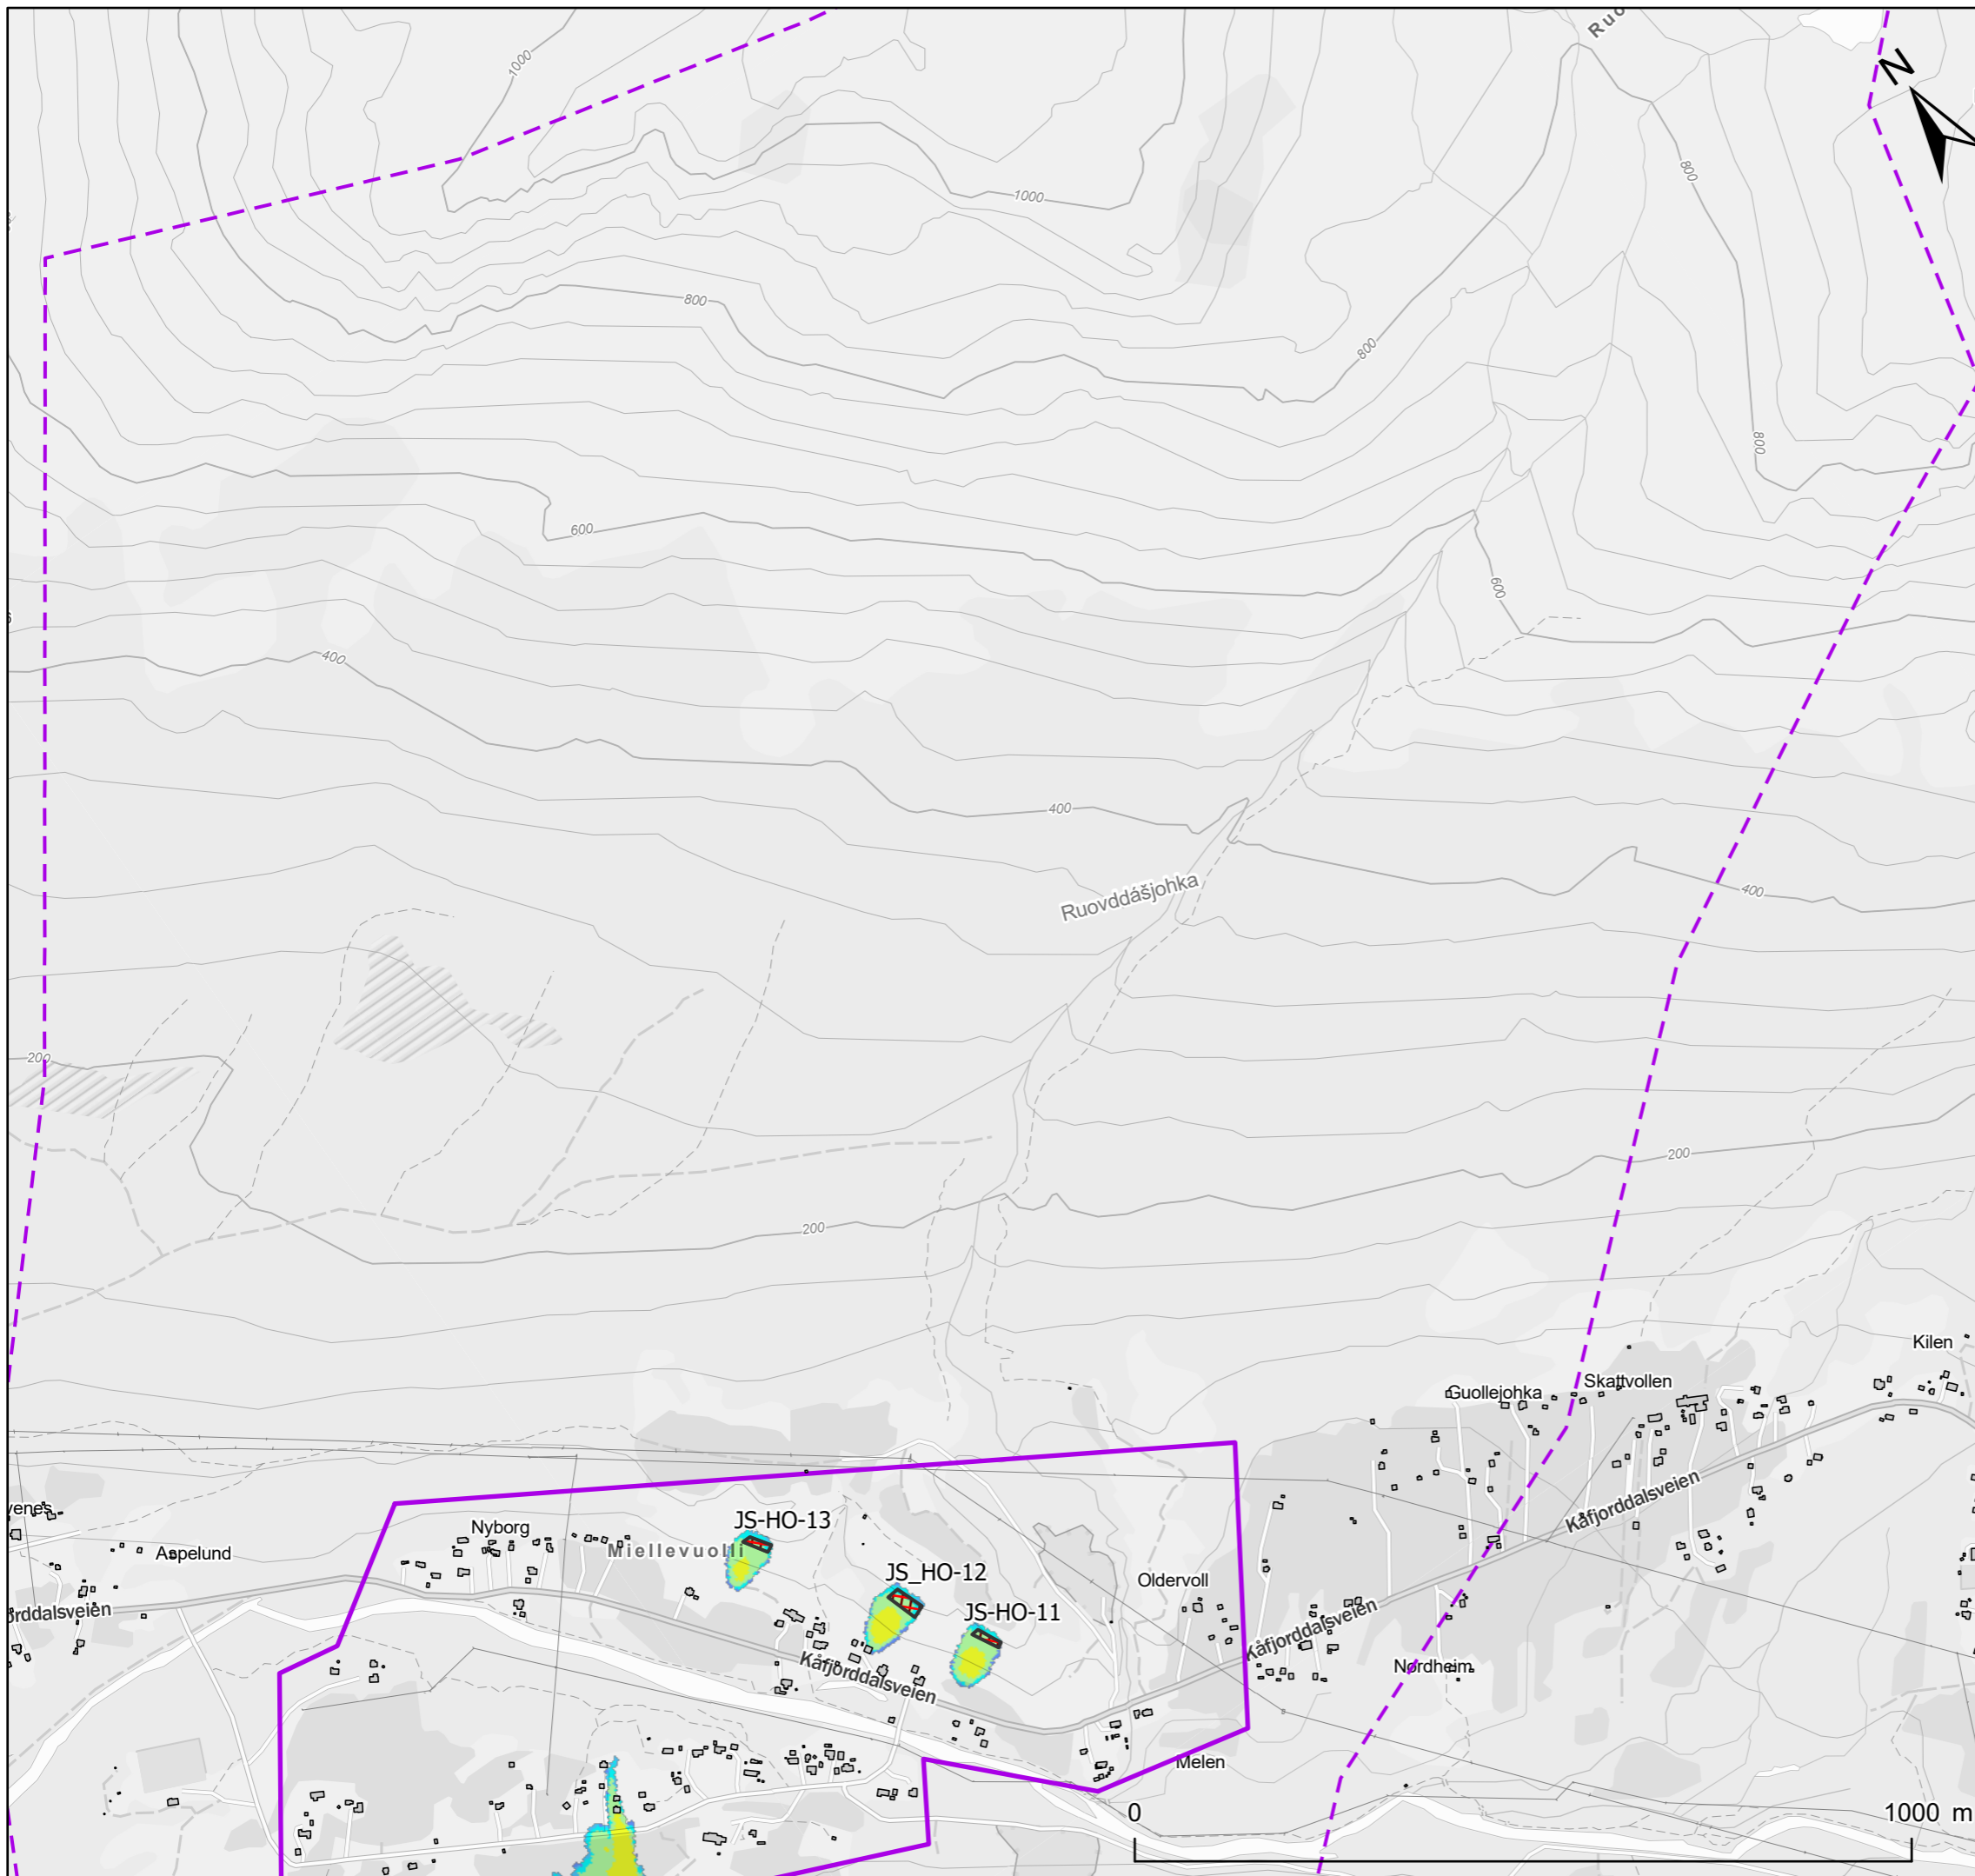 Ruo
N
1000
1000
800
800
800
800
600
600
400
400
400
Ruovddášjohka
200
200
200
Kilen
Skattvollen
Guollejohka
Kåfjorddalsveien
venes
Nyborg
JS-HO-13
Miellevuolli
Aspelund
JS_HO-12
Oldervoll
orddalsveien
JS-HO-11
Kåfjorddalsveien
Nordheim
Kåfjorddalsveien
Melen
0
1000 m